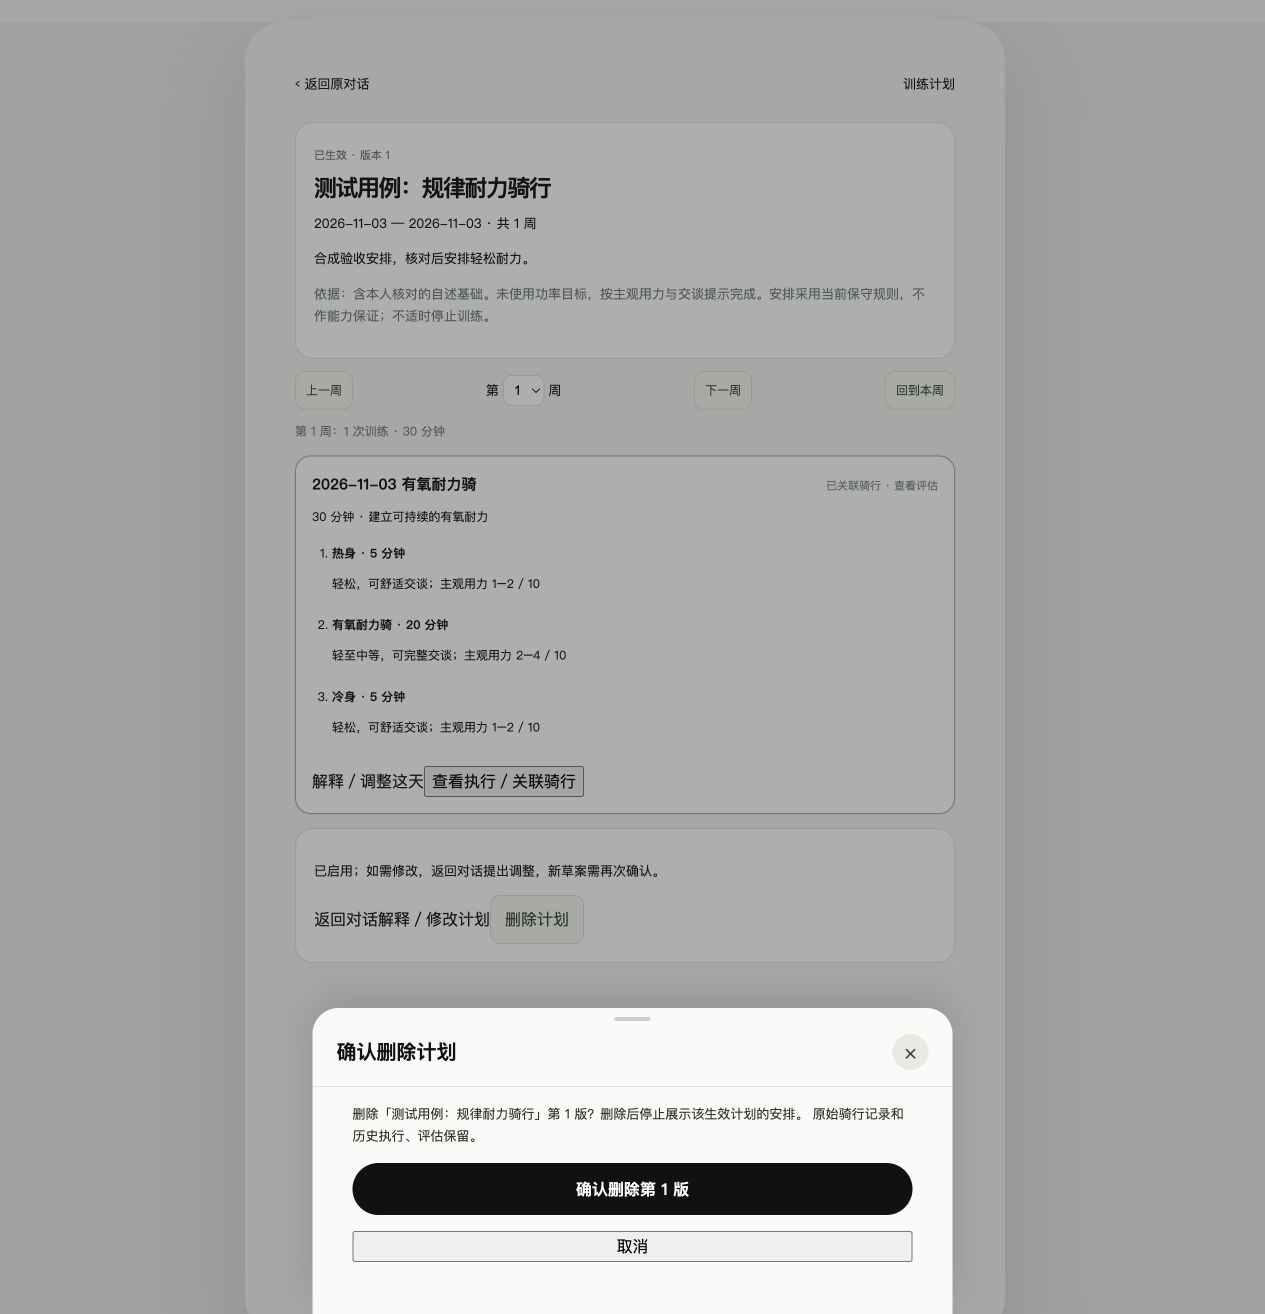 ‹ 返回原对话
训练计划
已生效 · 版本 1
测试用例：规律耐力骑行
2026–11–03 — 2026–11–03 · 共 1 周
合成验收安排，核对后安排轻松耐力。
依据：含本人核对的自述基础。未使用功率目标，按主观用力与交谈提示完成。安排采用当前保守规则，不
作能力保证；不适时停止训练。
上一周
第 1 周
下一周
回到本周
第 1 周：1 次训练 · 30 分钟
2026–11–03 有氧耐力骑
已关联骑行 · 查看评估
30 分钟 · 建立可持续的有氧耐力
1. 热身 · 5 分钟
轻松，可舒适交谈；主观用力 1–2 / 10
2. 有氧耐力骑 · 20 分钟
轻至中等，可完整交谈；主观用力 2–4 / 10
3. 冷身 · 5 分钟
轻松，可舒适交谈；主观用力 1–2 / 10
解释 / 调整这天 查看执行 / 关联骑行
已启用；如需修改，返回对话提出调整，新草案需再次确认。
返回对话解释 / 修改计划 删除计划
确认删除计划
×
删除「测试用例：规律耐力骑行」第 1 版？删除后停止展示该生效计划的安排。 原始骑行记录和
历史执行、评估保留。
确认删除第 1 版
取消